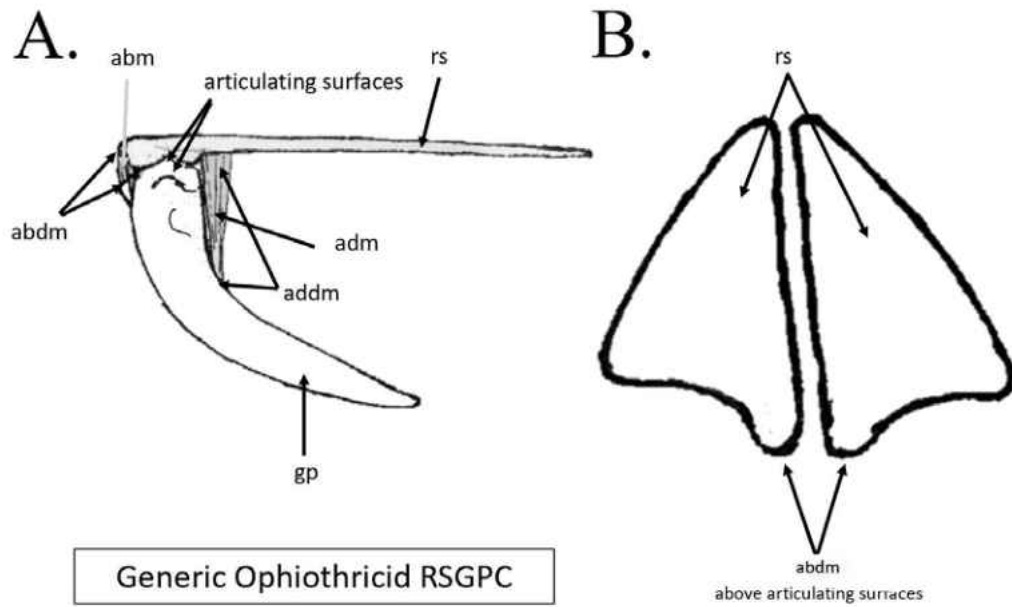 A.
abm
articulating surfaces
rs
abdm
adm
addm
gp
Generic Ophiothricid RSGPC
B.
rs
abdm
above articulating surfaces